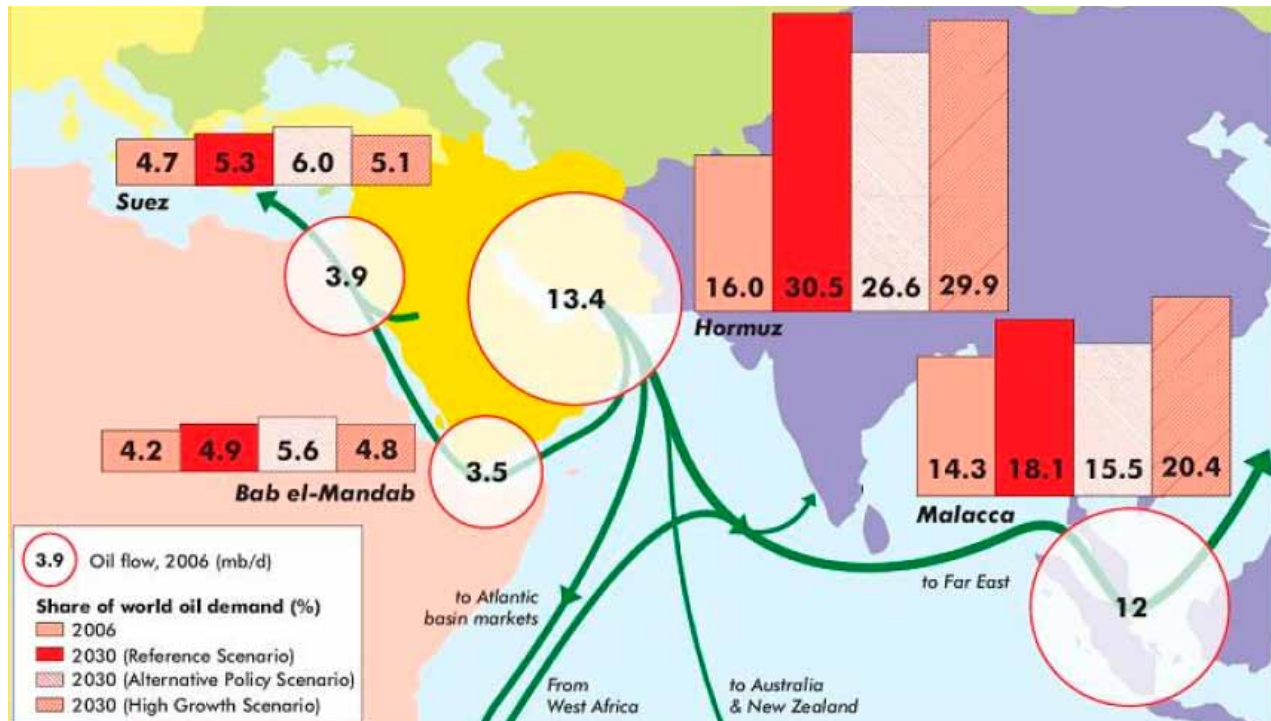 4.7 5.3 6.0 5.1
Suez
3.9
13.4
16.0 30.5 26.6 29.9
Hormuz
4.2 4.9 5.6 4.8
Bab el-Mandab
3.5
14.3 18.1 15.5 20.4
Malacca
12
to Atlantic
basin markets
From
West Africa
to Australia
& New Zealand
to Far East
3.9 Oil flow, 2006 (mb/d)
Share of world oil demand (%)
2006
2030 (Reference Scenario)
2030 (Alternative Policy Scenario)
2030 (High Growth Scenario)